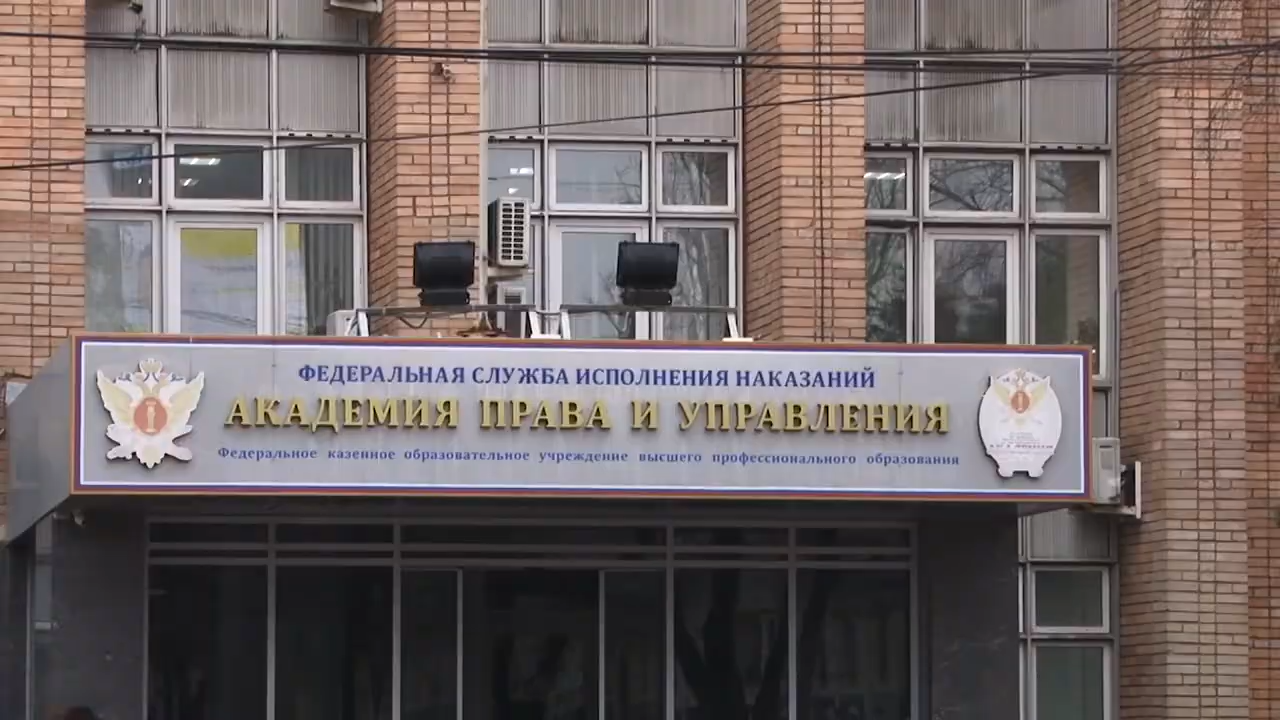 ФЕДЕРАЛЬНАЯ СЛУЖБА ИСПОЛНЕНИЯ НАКАЗАНИЙ
АКАДЕМИЯ ПРАВА И УПРАВЛЕНИЯ
Федеральное казенное образовательное учреждение высшего профессионального образования